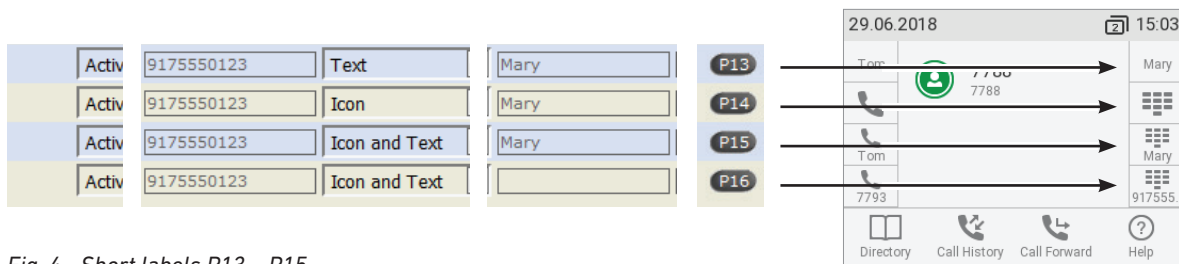 29.06.2018 2 15:03
Activ 9175550123 Text Mary P13
Activ 9175550123 Icon Mary P14
Activ 9175550123 Icon and Text Mary P15
Activ 9175550123 Icon and Text P16
Tom 7788 Mary
7788
Tom Mary
7793 917555.
Directory Call History Call Forward Help
Fig. 4 Short labels P13 – P15